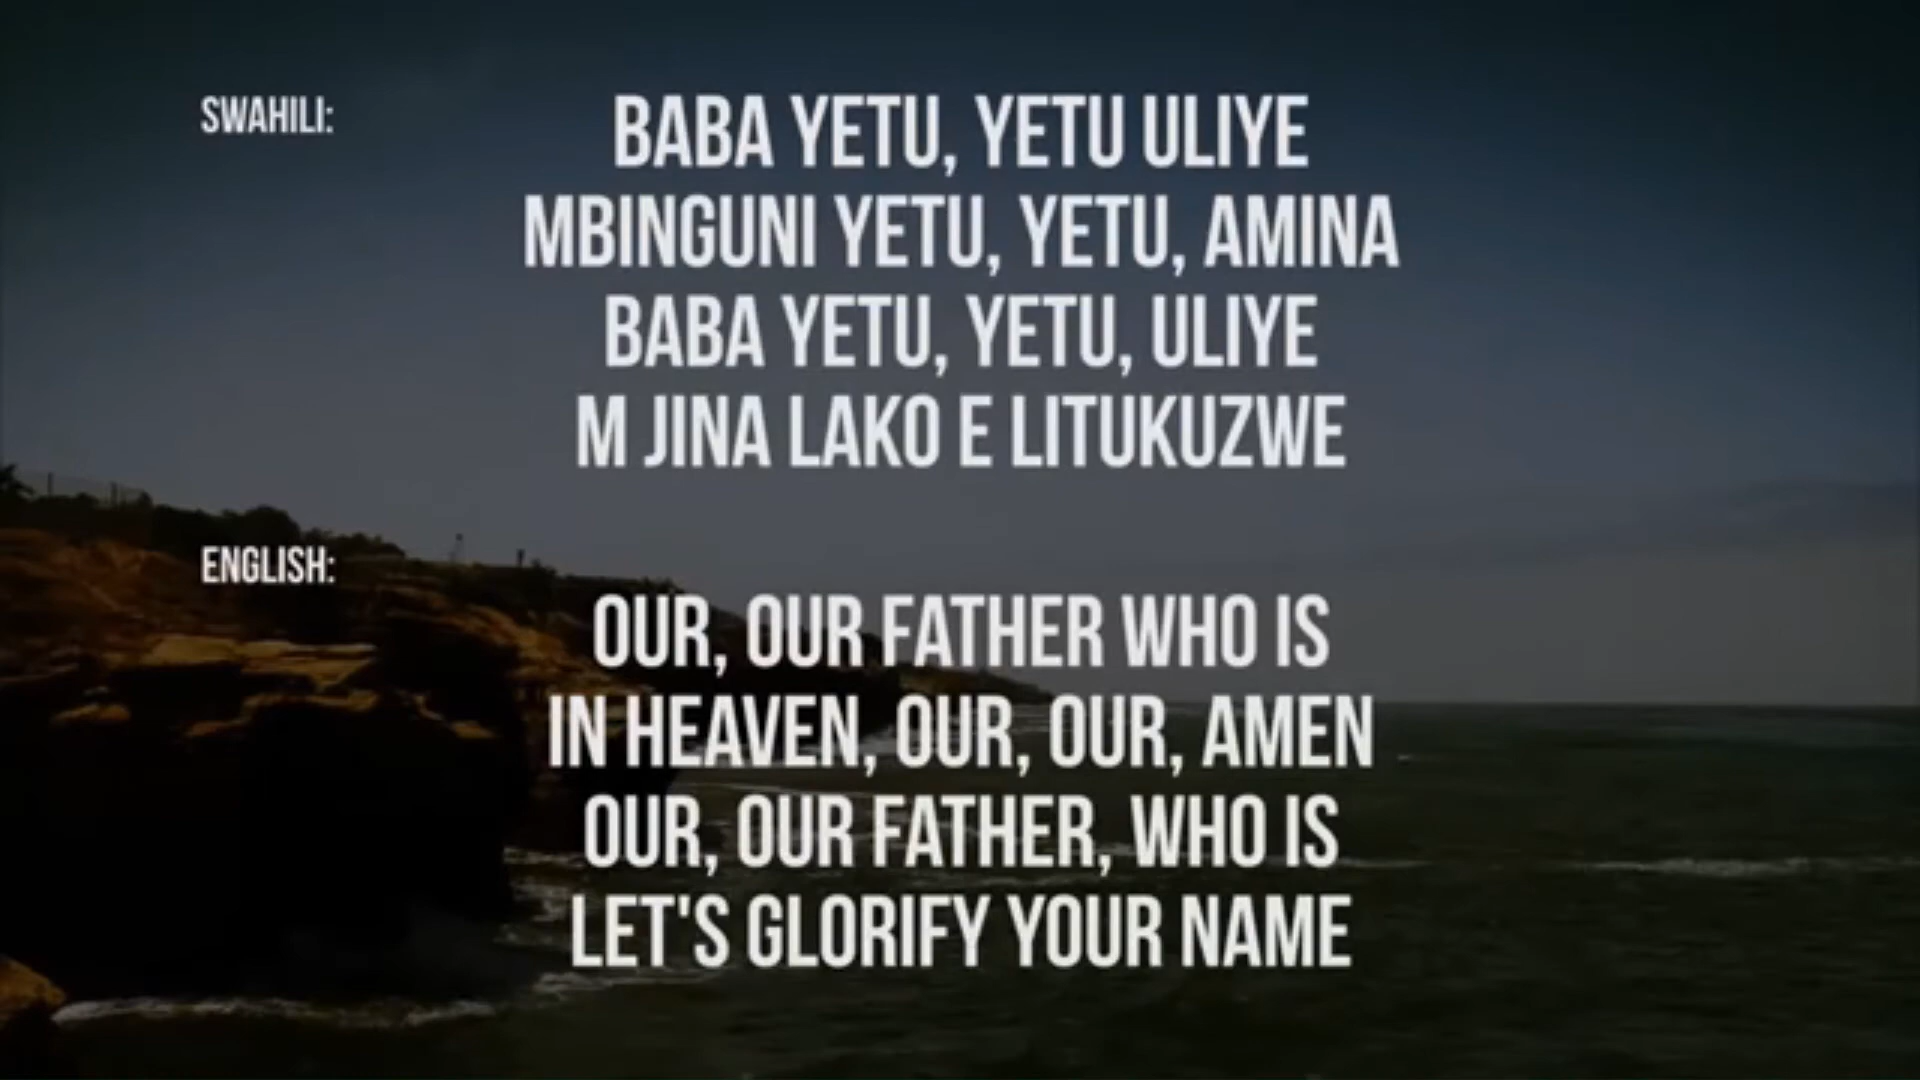 SWAHILI:
BABA YETU, YETU ULIYE
MBINGUNI YETU, YETU, AMINA
BABA YETU, YETU, ULIYE
M JINA LAKO E LITUKUZWE
ENGLISH:
OUR, OUR FATHER WHO IS
IN HEAVEN, OUR, OUR, AMEN
OUR, OUR FATHER, WHO IS
LET'S GLORIFY YOUR NAME